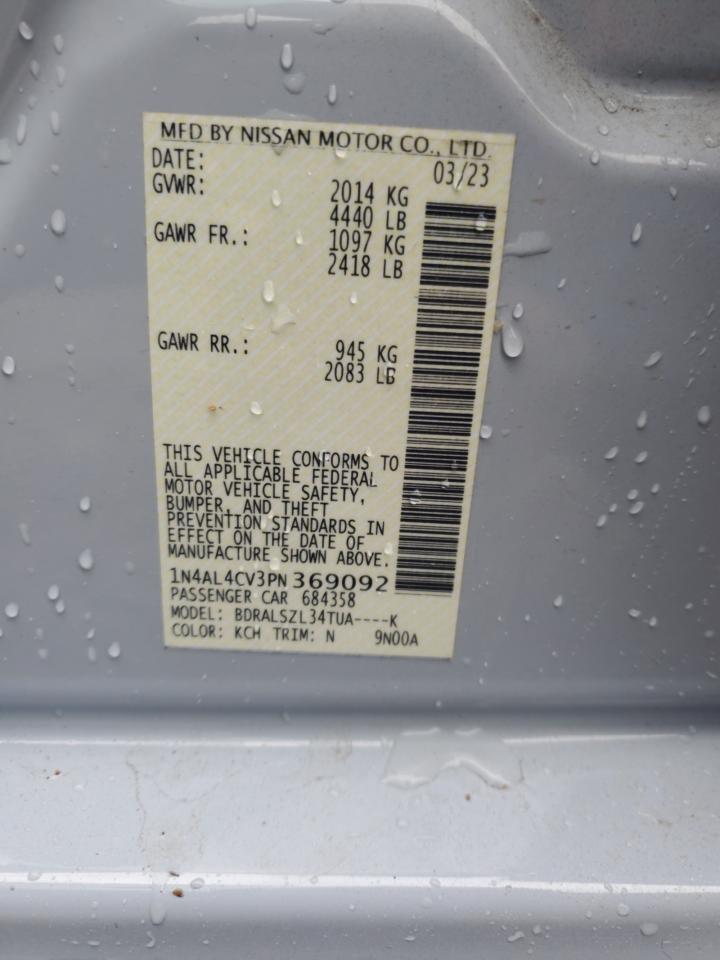 MFD BY NISSAN MOTOR CO., LTD.
DATE: 03/23
GVWR: 2014 KG
4440 LB
GAWR FR.: 1097 KG
2418 LB
GAWR RR.: 945 KG
2083 LB
THIS VEHICLE CONFORMS TO
ALL APPLICABLE FEDERAL
MOTOR VEHICLE SAFETY,
BUMPER, AND THEFT
PREVENTION STANDARDS IN
EFFECT ON THE DATE OF
MANUFACTURE SHOWN ABOVE.
1N4AL4CV3PN369092
PASSENGER CAR 684358
MODEL: BDRALSZL34TUA----K
COLOR: KCH TRIM: N 9N00A